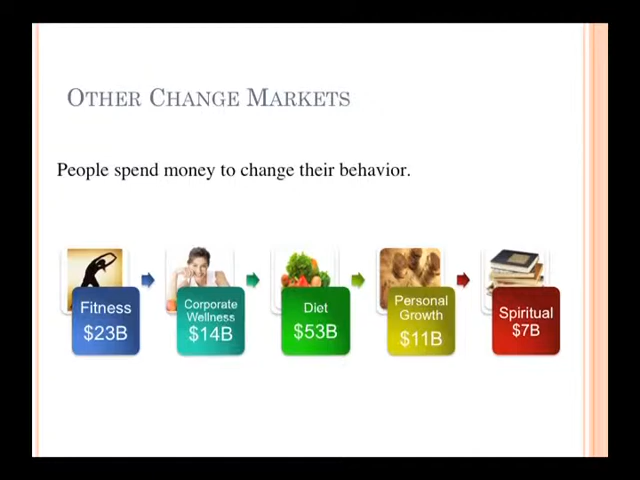 OTHER CHANGE MARKETS
People spend money to change their behavior.
Fitness
$23B
Corporate
Wellness
$14B
Diet
$53B
Personal
Growth
$11B
Spiritual
$7B